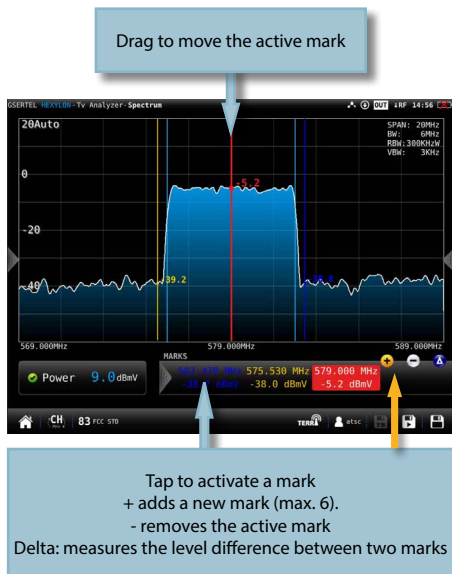 Drag to move the active mark
GSERTEL HEXYLON-Tv Analyzer-Spectrum
OUT
RF 14:56
20Auto
SPAN: 20MHz
BW: 6MHz
RBW:300KHzW
VBW: 3KHz
0
-5.2
-20
-40
39.2
569.000MHz
579.000MHz
589.000MHz
MARKS
Power 9.0 dBmV
MHz 575.530 MHz 579.000 MHz
dBmV -38.0 dBmV -5.2 dBmV
+ - Δ
CH 83 FCC STD
TERR atsc
Tap to activate a mark
+ adds a new mark (max. 6).
- removes the active mark
Delta: measures the level difference between two marks